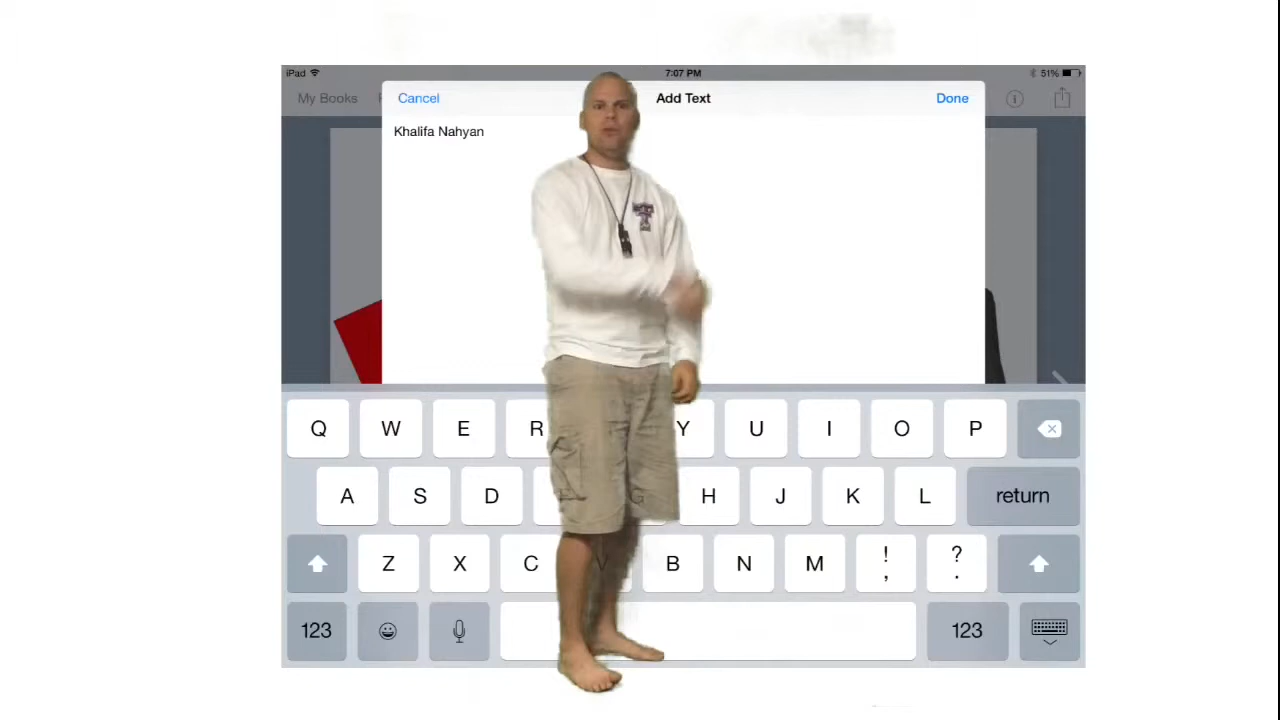 iPad 7:07 PM 51%
My Books Cancel Add Text Done
Khalifa Nahyan
Q W E R Y U I O P
A S D G H J K L return
Z X C V B N M ! , ? .
123 123